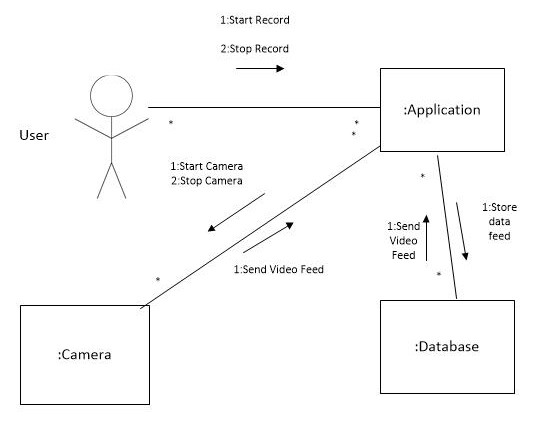 1:Start Record
2:Stop Record
:Application
User
*
*
*
1:Start Camera
2:Stop Camera
*
1:Send
Video
Feed
1:Store
data
feed
1:Send Video Feed
*
*
:Camera
:Database